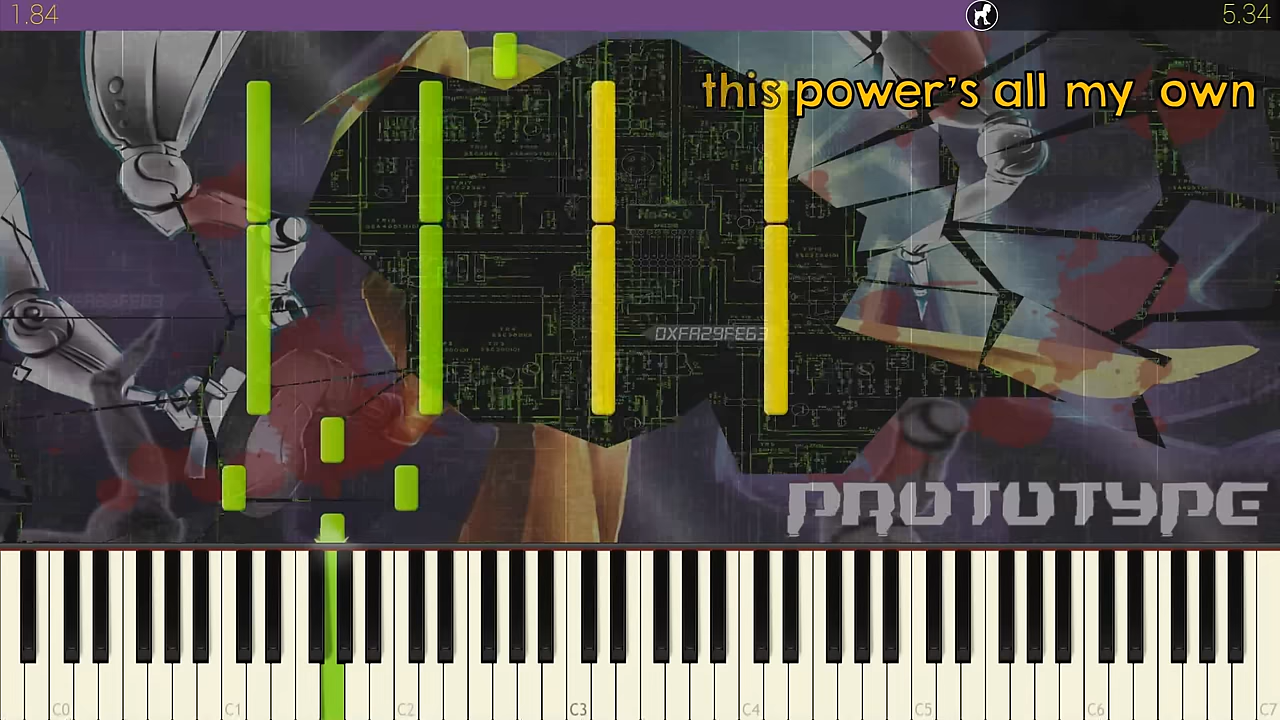 1.84
5.34
this power's all my own
NaGa_0
0XFA29FE63
PROTOTYPE
C0 C1 C2 C3 C4 C5 C6 C7